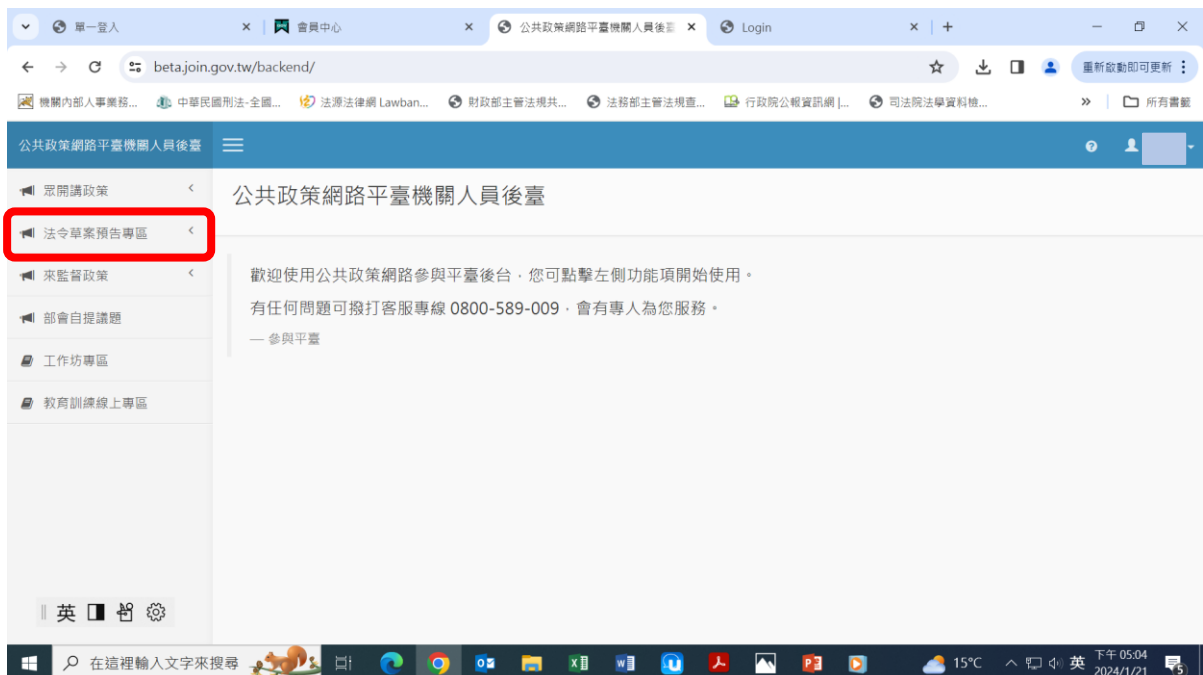 單一登入
會員中心
公共政策網路平臺機關人員後臺
Login
beta.join.gov.tw/backend/
重新啟動即可更新
機關內部人事業務...
中華民國刑法-全國...
法源法律網 Lawban...
財政部主管法規共...
法務部主管法規查...
行政院公報資訊網 |...
司法院法學資料檢...
»
所有書籤
公共政策網路平臺機關人員後臺
眾開講政策
法令草案預告專區
來監督政策
部會自提議題
工作坊專區
教育訓練線上專區
公共政策網路平臺機關人員後臺
歡迎使用公共政策網路參與平臺後台，您可點擊左側功能項開始使用。
有任何問題可撥打客服專線 0800-589-009，會有專人為您服務。
— 參與平臺
英
在這裡輸入文字來搜尋
15°C
英
下午 05:04
2024/1/21
5